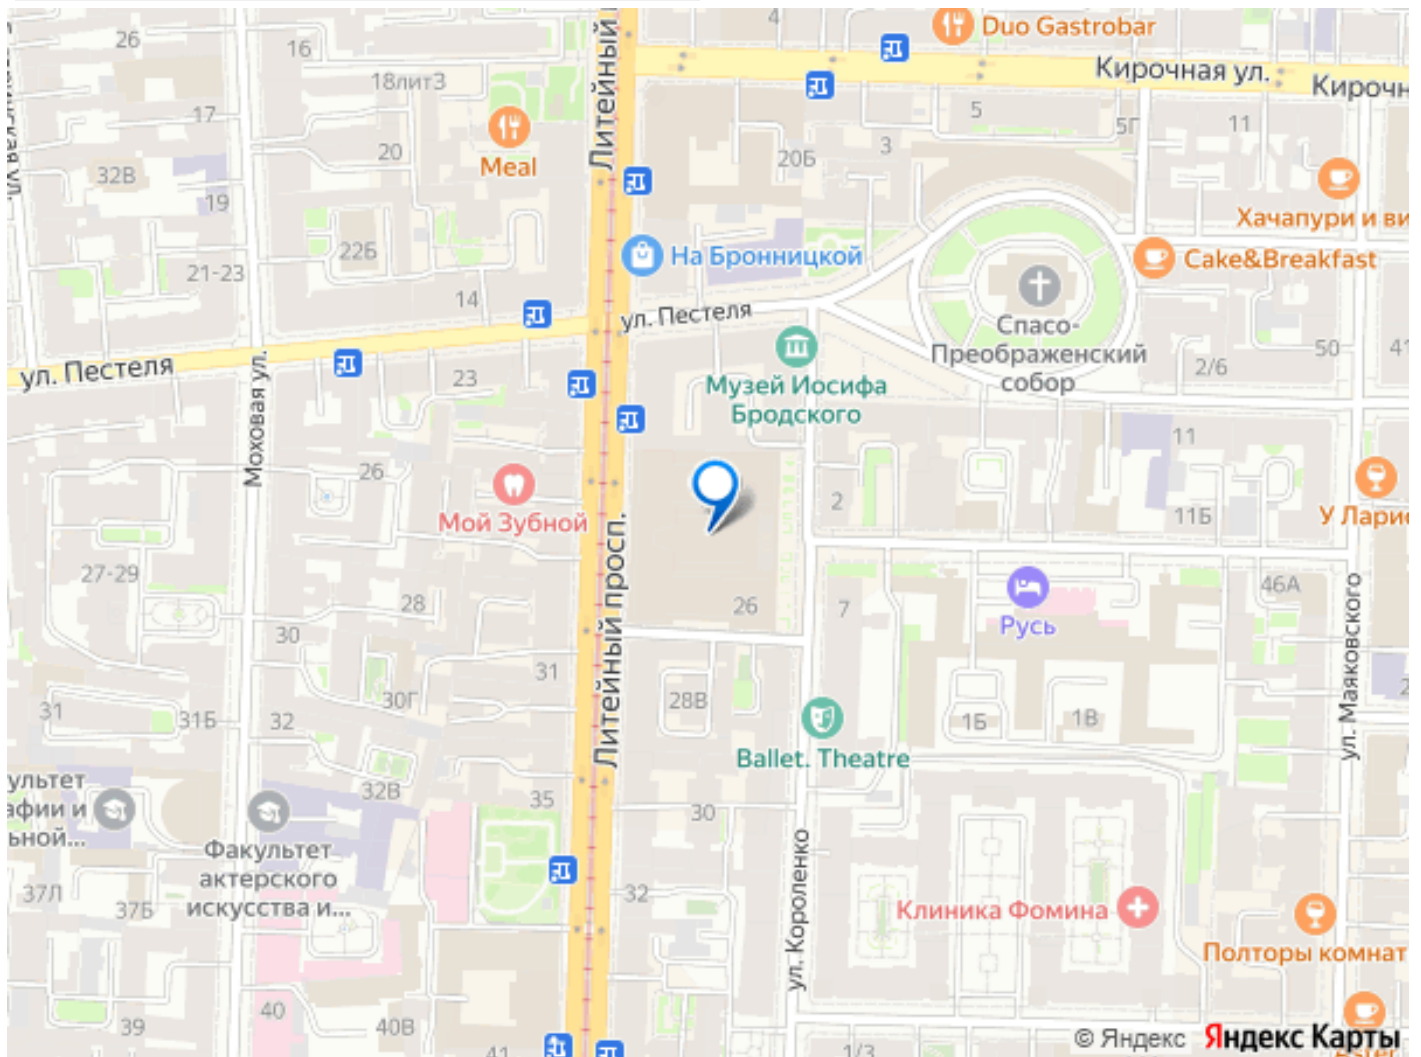 26
16
4
Duo Gastrobar
Кирочная ул.
18литЗ
17
Meal
20
32В
19
Литейный
5
5Г
11
20Б
3
Хачапури и ви
22Б
21-23
14
На Бронницкой
Cake&Breakfast
ул. Пестеля
Спасо-
Преображенский
собор
50
41
2/6
ул. Пестеля
23
Музей Иосифа
Бродского
Моховая ул.
26
11
Мой Зубной
2
11Б
У Ларис
Литейный просп.
27-29
28
26
7
Русь
46А
30
31
30Г
28В
1Б
1В
31
31Б
32
ул. Маяковского
Ballet. Theatre
32В
35
30
Факультет
актерского
искусства и...
37Л
37Б
32
ул. Короленко
Клиника Фомина
Полторы комнат
40
39
40В
41
1/3
© Яндекс Яндекс Карты